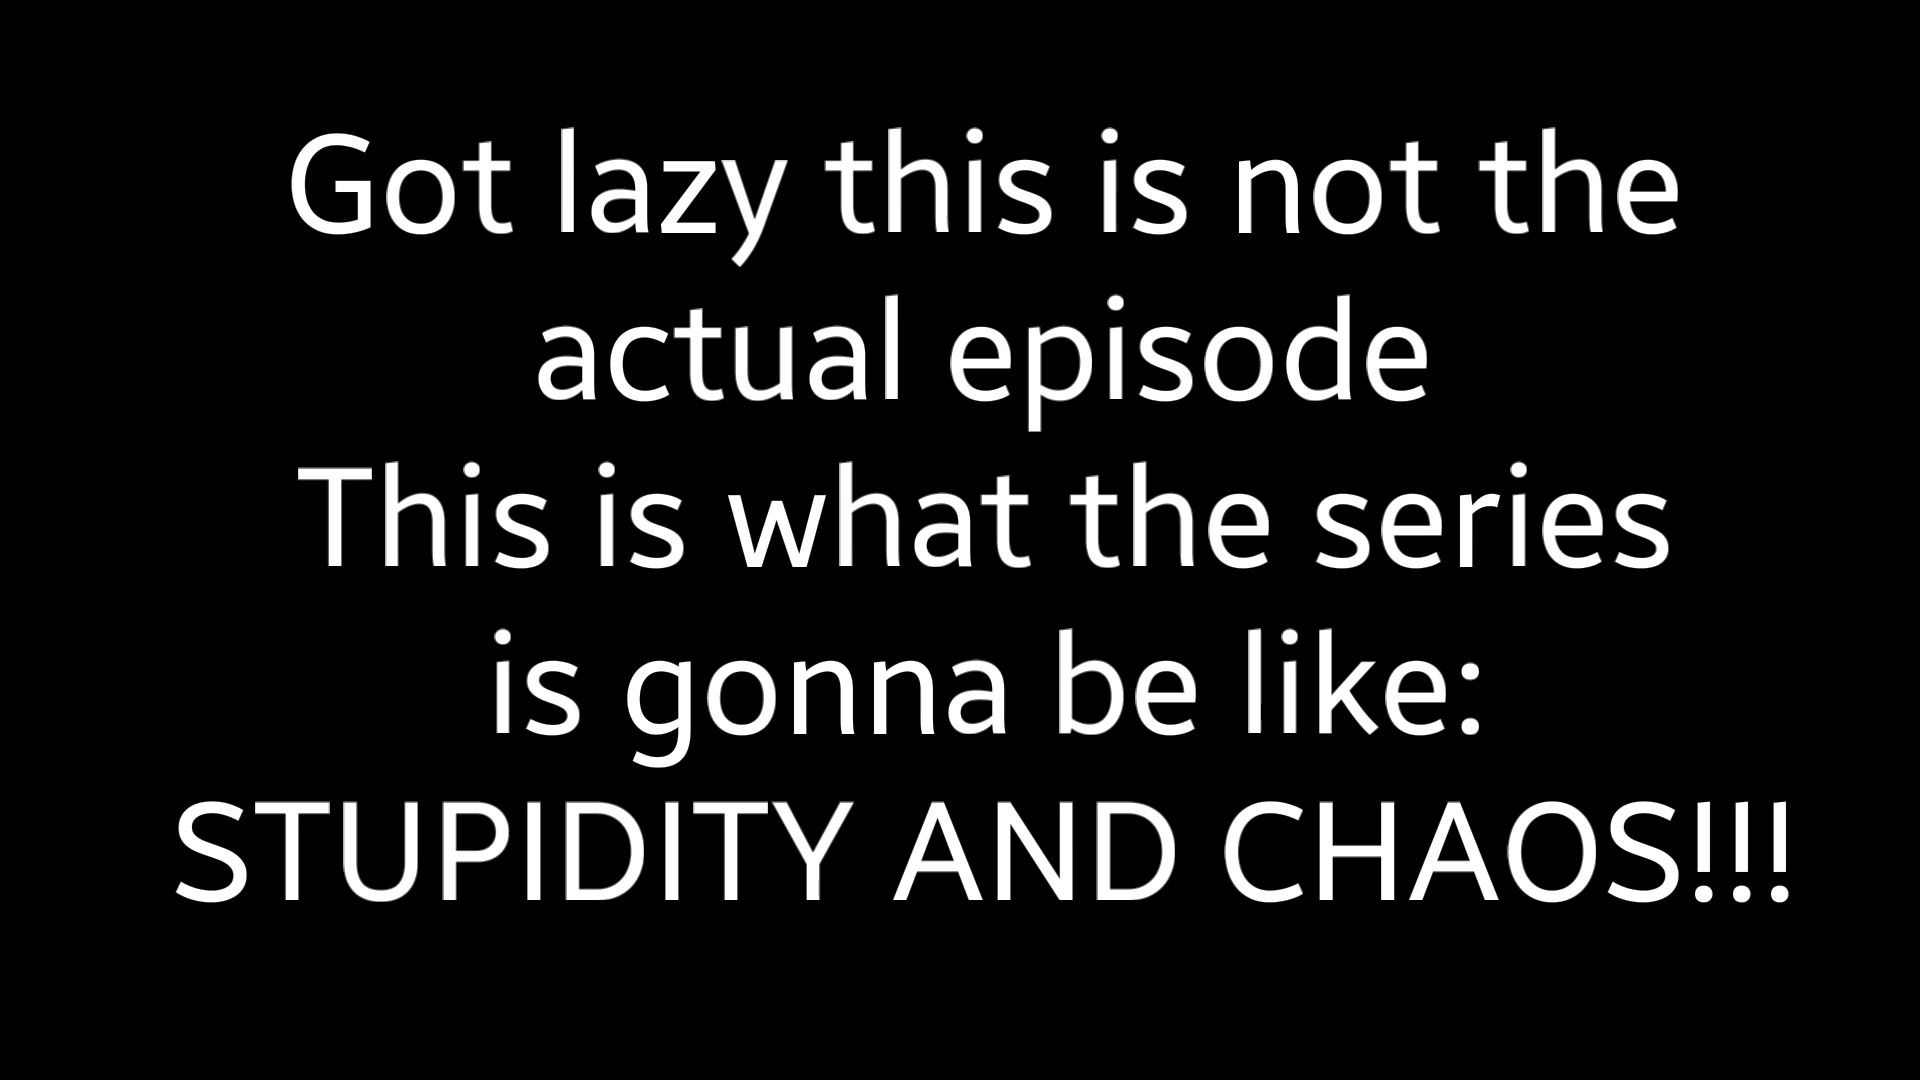 Got lazy this is not the
actual episode
This is what the series
is gonna be like:
STUPIDITY AND CHAOS!!!